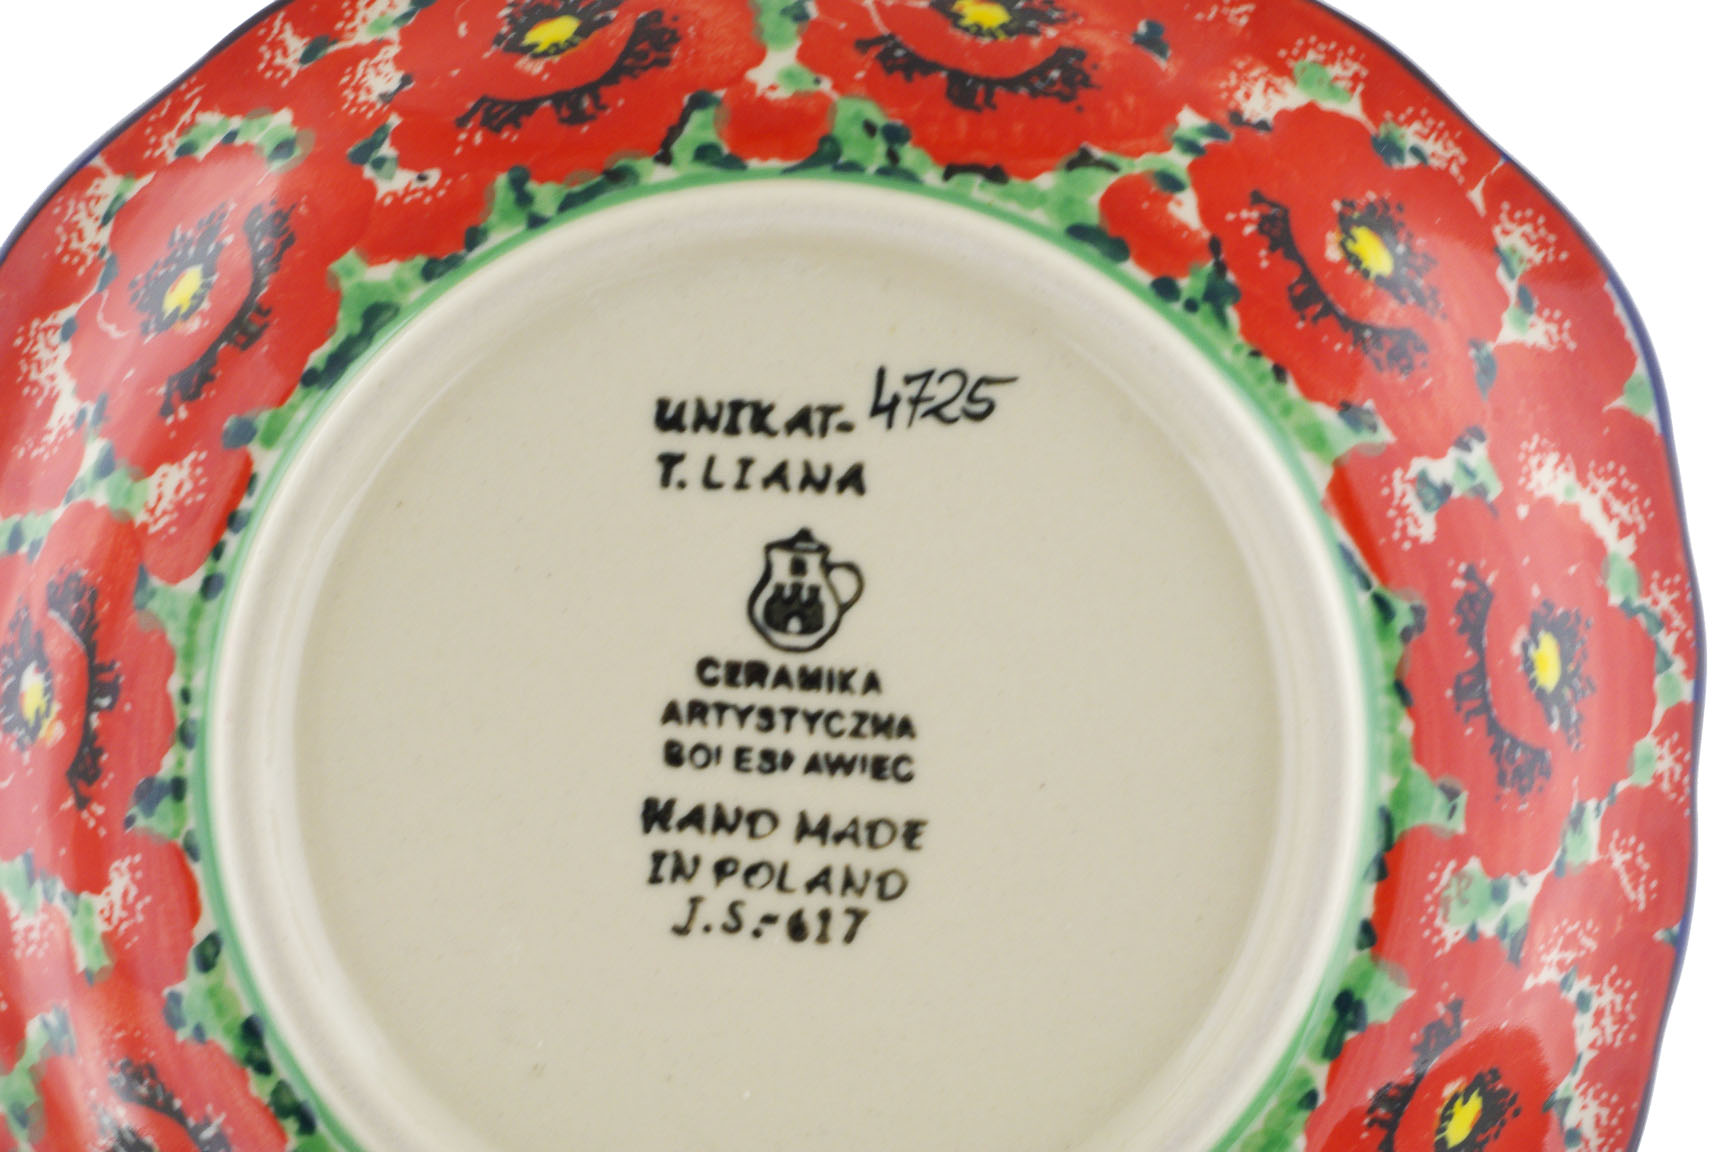 UNIKAT- 4725
T. LIANA
CERAMIKA
ARTYSTYCZNA
BOLESŁAWIEC
HAND MADE
IN POLAND
J.S.-617